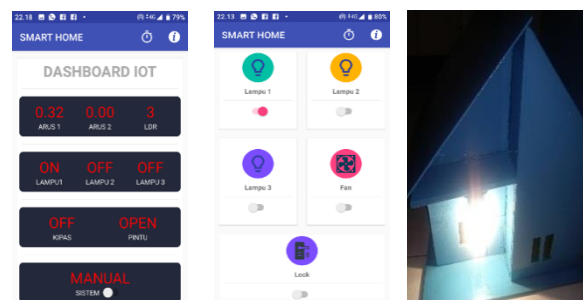 22.18
79%
SMART HOME
DASHBOARD IOT
0.32 0.00 3
ARUS 1 ARUS 2 LDR
ON OFF OFF
LAMPU1 LAMPU 2 LAMPU 3
OFF OPEN
KIPAS PINTU
MANUAL
SISTEM
22.13
80%
SMART HOME
Lampu 1 Lampu 2
Lampu 3 Fan
Lock